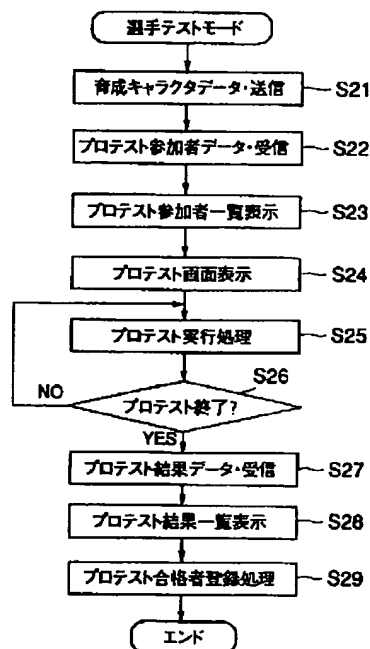 選手テストモード
育成キャラクタデータ・送信 S21
プロテスト参加者データ・受信 S22
プロテスト参加者一覧表示 S23
プロテスト画面表示 S24
プロテスト実行処理 S25
S26
NO
プロテスト終了?
YES
プロテスト結果データ・受信 S27
プロテスト結果一覧表示 S28
プロテスト合格者登録処理 S29
エンド